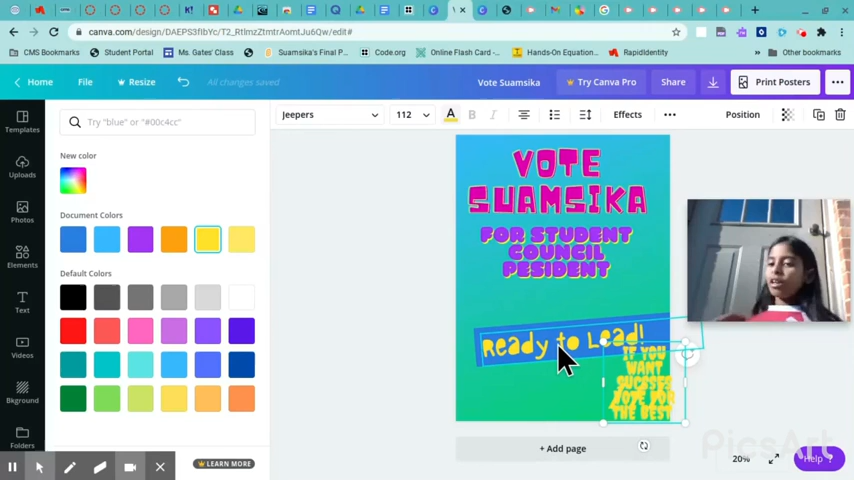 canva.com/design/DAEPS3fIbYc/T2_RtlmzZtmtrAomtJu6Qw/edit#
CMS Bookmarks
Student Portal
Ms. Gates' Class
Suamsika's Final P...
Code.org
Online Flash Card -...
Hands-On Equation...
RapidIdentity
»
Other bookmarks
Home
File
Resize
All changes saved
Vote Suamsika
Try Canva Pro
Share
Print Posters
Templates
Uploads
Photos
Elements
Text
Videos
Bkground
Folders
Try "blue" or "#00c4cc"
New color
Document Colors
Default Colors
LEARN MORE
Jeepers
112
A
B
I
Effects
Position
VOTE
SUAMSIKA
FOR STUDENT
COUNCIL
PESIDENT
Ready to Lead!
IF YOU
WANT
SUCSESS
VOTE FOR
THE BEST
+ Add page
20%
Help ?
PicsArt